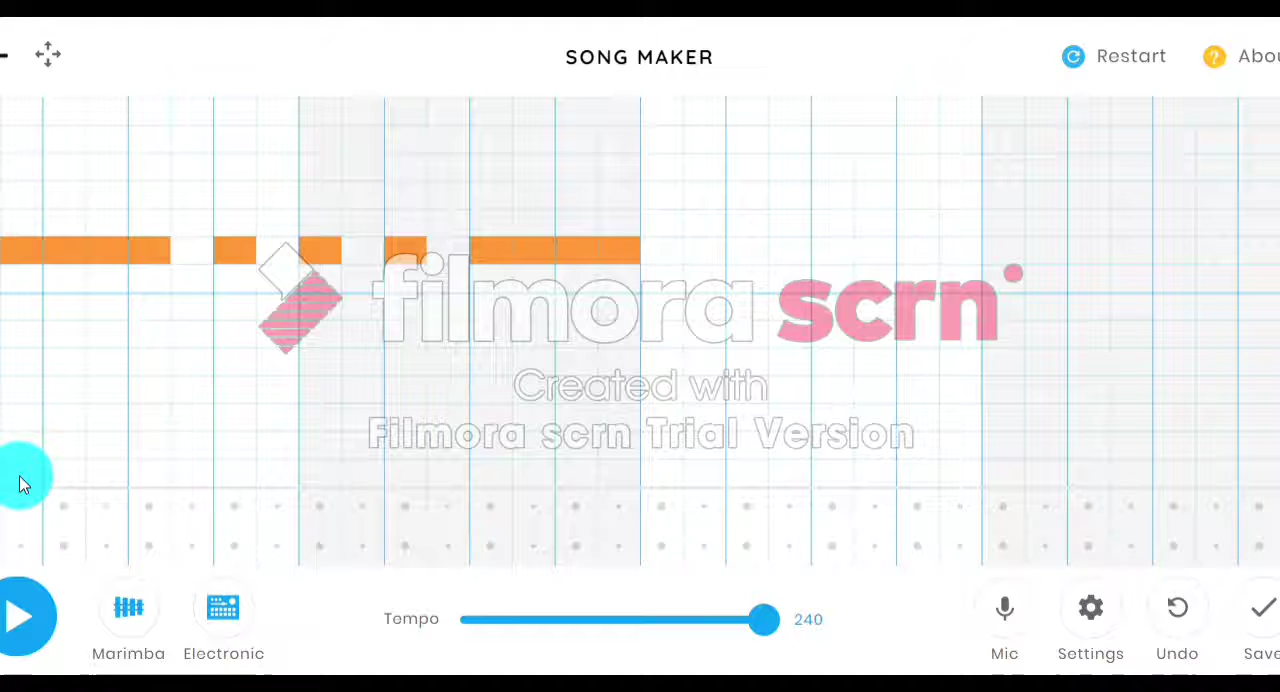 SONG MAKER
Restart
? Abou
filmora scrn
Created with
Filmora scrn Trial Version
Tempo
240
Marimba
Electronic
Mic
Settings
Undo
Save